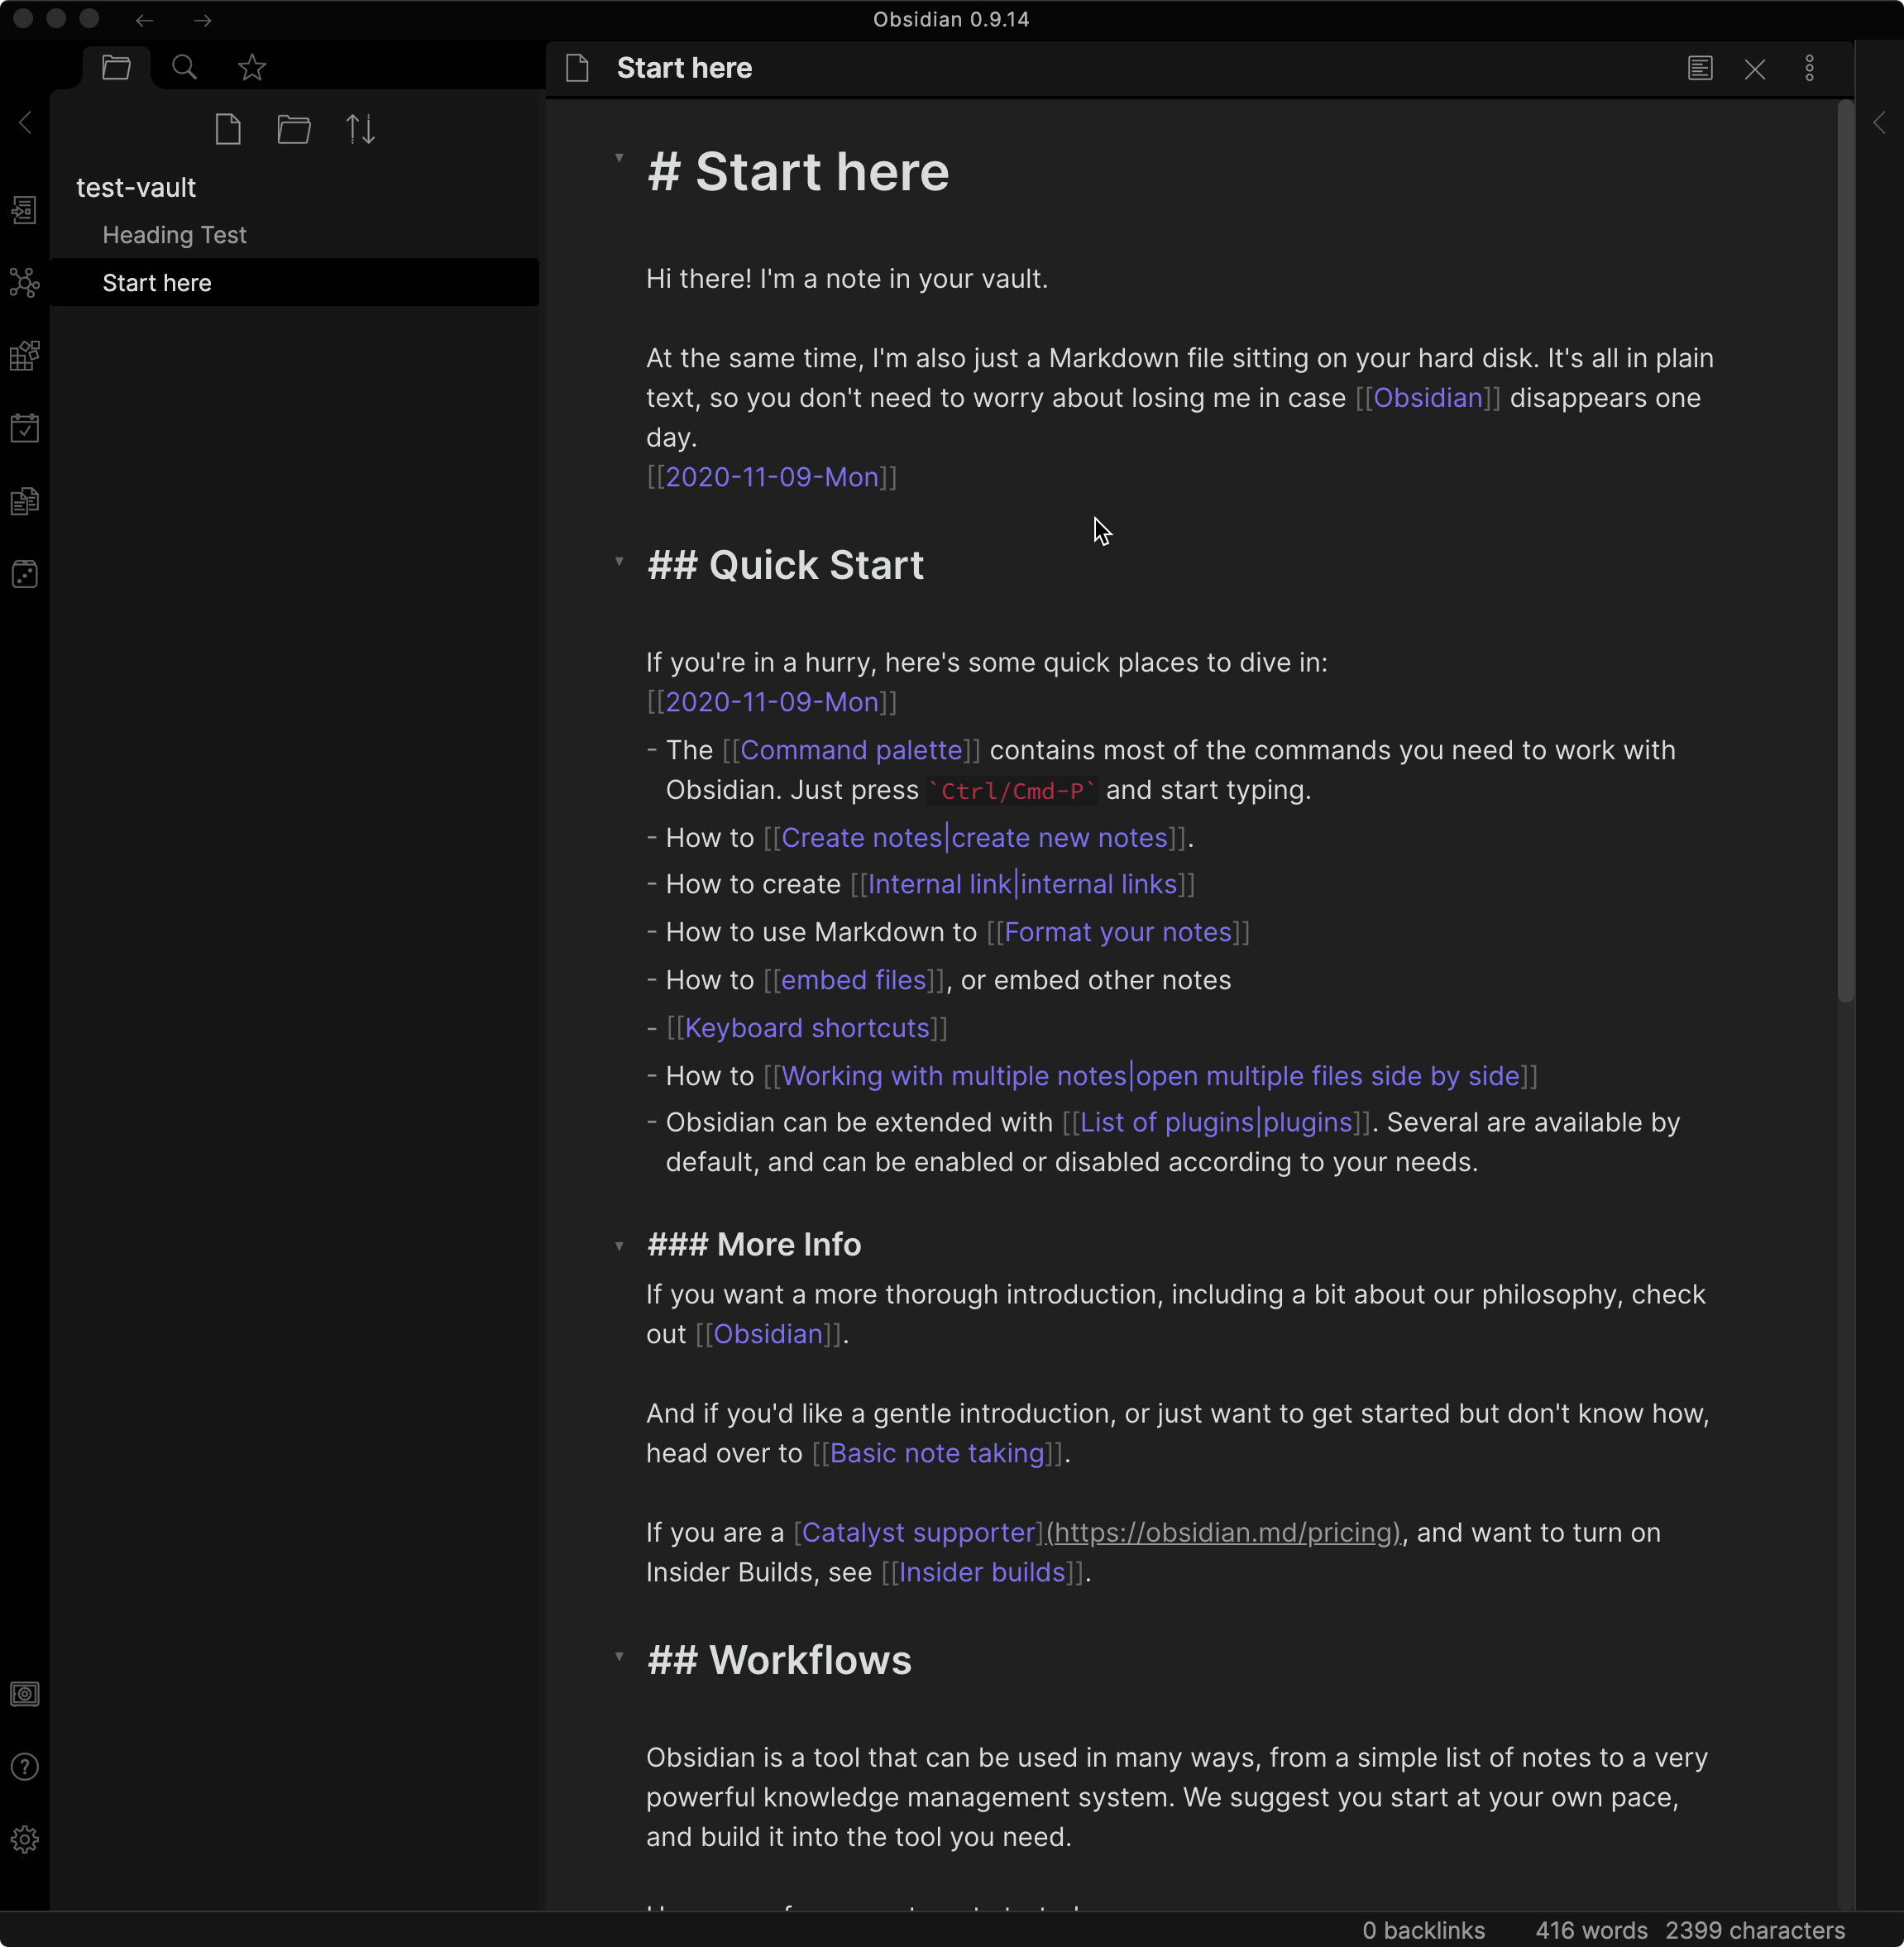 Obsidian 0.9.14
Start here
test-vault
Heading Test
Start here
# Start here
Hi there! I'm a note in your vault.
At the same time, I'm also just a Markdown file sitting on your hard disk. It's all in plain
text, so you don't need to worry about losing me in case [[Obsidian]] disappears one
day.
[[2020-11-09-Mon]]
## Quick Start
If you're in a hurry, here's some quick places to dive in:
[[2020-11-09-Mon]]
- The [[Command palette]] contains most of the commands you need to work with
Obsidian. Just press `Ctrl/Cmd-P` and start typing.
- How to [[Create notes|create new notes]].
- How to create [[Internal link|internal links]]
- How to use Markdown to [[Format your notes]]
- How to [[embed files]], or embed other notes
- [[Keyboard shortcuts]]
- How to [[Working with multiple notes|open multiple files side by side]]
- Obsidian can be extended with [[List of plugins|plugins]]. Several are available by
default, and can be enabled or disabled according to your needs.
### More Info
If you want a more thorough introduction, including a bit about our philosophy, check
out [[Obsidian]].
And if you'd like a gentle introduction, or just want to get started but don't know how,
head over to [[Basic note taking]].
If you are a [Catalyst supporter](https://obsidian.md/pricing), and want to turn on
Insider Builds, see [[Insider builds]].
## Workflows
Obsidian is a tool that can be used in many ways, from a simple list of notes to a very
powerful knowledge management system. We suggest you start at your own pace,
and build it into the tool you need.
0 backlinks 416 words 2399 characters